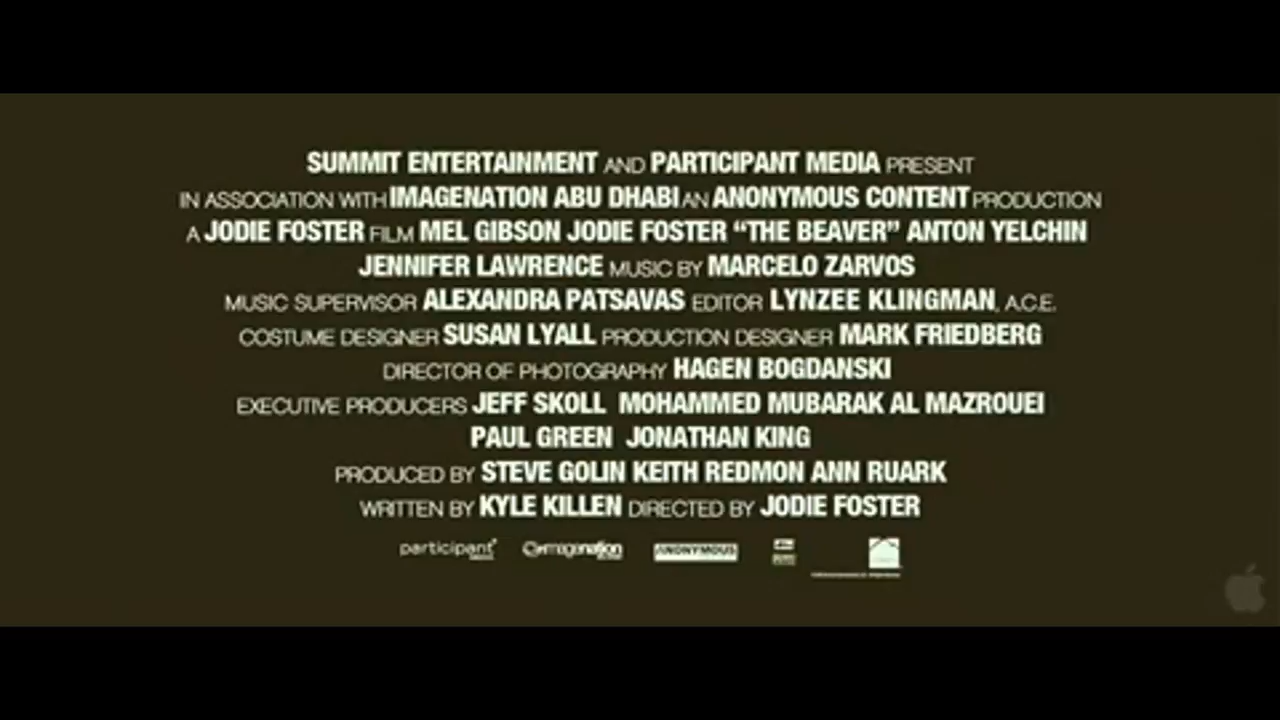 SUMMIT ENTERTAINMENT AND PARTICIPANT MEDIA PRESENT
IN ASSOCIATION WITH IMAGENATION ABU DHABI AN ANONYMOUS CONTENT PRODUCTION
A JODIE FOSTER FILM MEL GIBSON JODIE FOSTER “THE BEAVER” ANTON YELCHIN
JENNIFER LAWRENCE MUSIC BY MARCELO ZARVOS
MUSIC SUPERVISOR ALEXANDRA PATSAVAS EDITOR LYNZEE KLINGMAN, A.C.E.
COSTUME DESIGNER SUSAN LYALL PRODUCTION DESIGNER MARK FRIEDBERG
DIRECTOR OF PHOTOGRAPHY HAGEN BOGDANSKI
EXECUTIVE PRODUCERS JEFF SKOLL MOHAMMED MUBARAK AL MAZROUEI
PAUL GREEN JONATHAN KING
PRODUCED BY STEVE GOLIN KEITH REDMON ANN RUARK
WRITTEN BY KYLE KILLEN DIRECTED BY JODIE FOSTER
participant imagenation ANONYMOUS